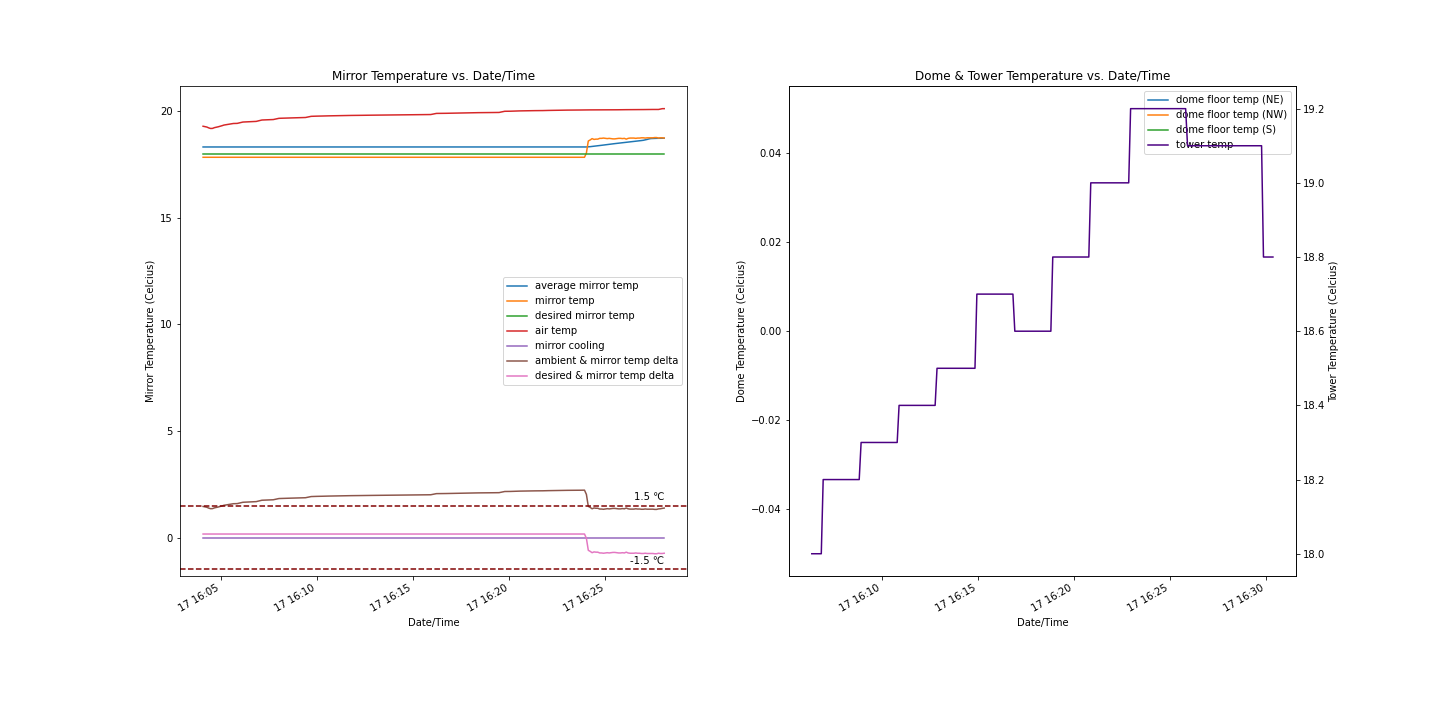 Mirror Temperature vs. Date/Time
Mirror Temperature (Celcius)
20
15
10
5
0
average mirror temp
mirror temp
desired mirror temp
air temp
mirror cooling
ambient & mirror temp delta
desired & mirror temp delta
1.5 °C
-1.5 °C
17 16:05
17 16:10
17 16:15
17 16:20
17 16:25
Date/Time
Dome & Tower Temperature vs. Date/Time
Dome Temperature (Celcius)
0.04
0.02
0.00
−0.02
−0.04
dome floor temp (NE)
dome floor temp (NW)
dome floor temp (S)
tower temp
19.2
19.0
18.8
18.6
18.4
18.2
18.0
Tower Temperature (Celcius)
17 16:10
17 16:15
17 16:20
17 16:25
17 16:30
Date/Time